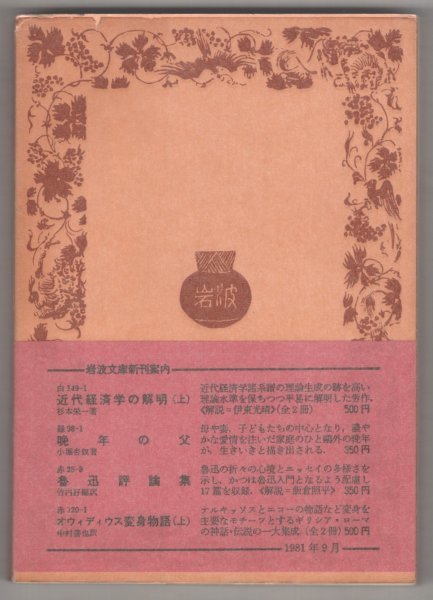 岩波
岩波文庫新刊案内
白149-1
近代経済学の解明(上)
杉本栄一著
近代経済学諸系譜の理論生成の跡を高い
理論水準を保ちつつ平易に解明した労作.
《解説=伊東光晴》(全2冊) 500円
緑98-1
晩年の父
小堀杏奴著
母や妻、子どもたちの中心となり、濃や
かな愛情を注いだ家庭のひと鷗外の晩年
が、生きいきと描き出される. 350円
赤25-9
魯迅評論集
竹内好編訳
魯迅の折々の心境とエッセイの多様さを
示し、かつは魯迅入門となるよう配慮し
17篇を収録.《解説=飯倉照平》 350円
赤120-1
オウィディウス変身物語(上)
中村善也訳
ナルキッソスとエコーの物語など変身を
主要なモチーフとするギリシア・ローマ
の神話・伝説の一大集成.(全2冊) 500円
1981年9月